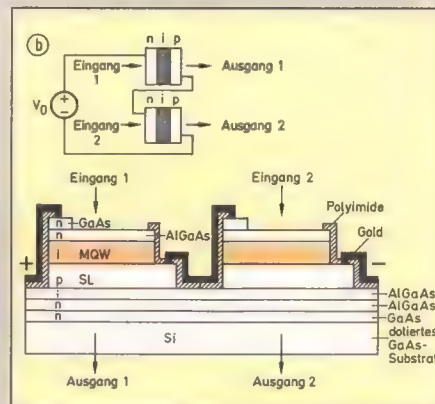 b
n i p
Eingang 1
Ausgang 1
V0
+
−
n i p
Eingang 2
Ausgang 2
Eingang 1
Eingang 2
Polyimide
n
GaAs
n
AlGaAs
Gold
i
MQW
+
−
p
SL
i
AlGaAs
n
AlGaAs
n
GaAs
Si
dotiertes
GaAs-
Substrat
Ausgang 1
Ausgang 2